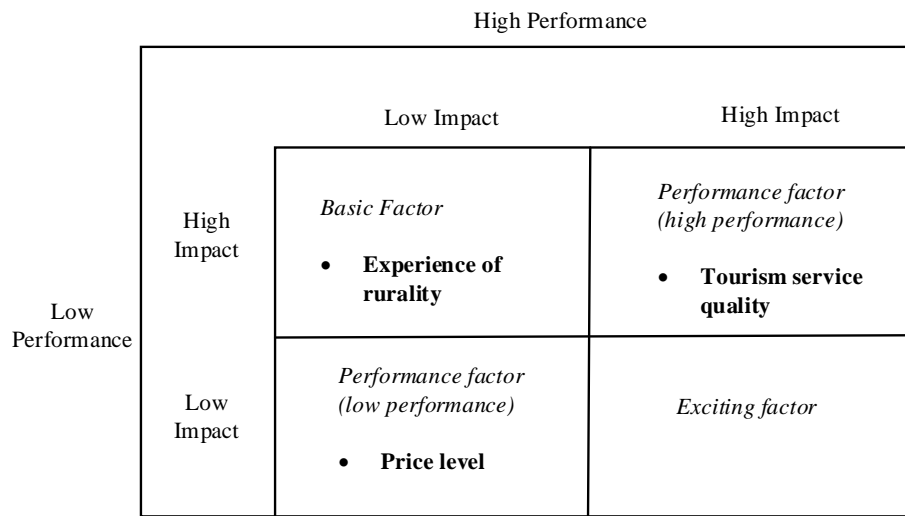 High Performance
Low Impact
High Impact
High
Impact
Basic Factor
• Experience of
rurality
Performance factor
(high performance)
• Tourism service
quality
Low
Performance
Low
Impact
Performance factor
(low performance)
• Price level
Exciting factor